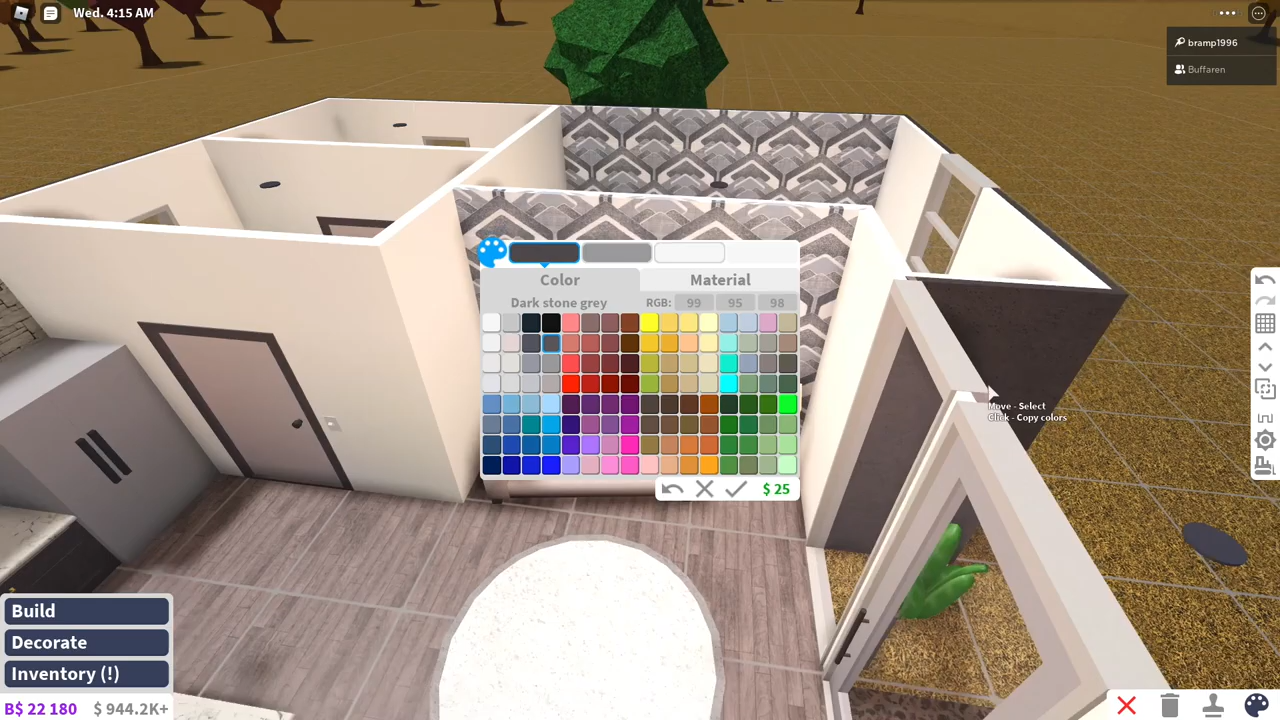 Wed. 4:15 AM
bramp1996
Buffaren
Color
Material
Dark stone grey
RGB: 99 95 98
Move - Select
Click - Copy colors
$ 25
Build
Decorate
Inventory (!)
B$ 22 180 $ 944.2K+